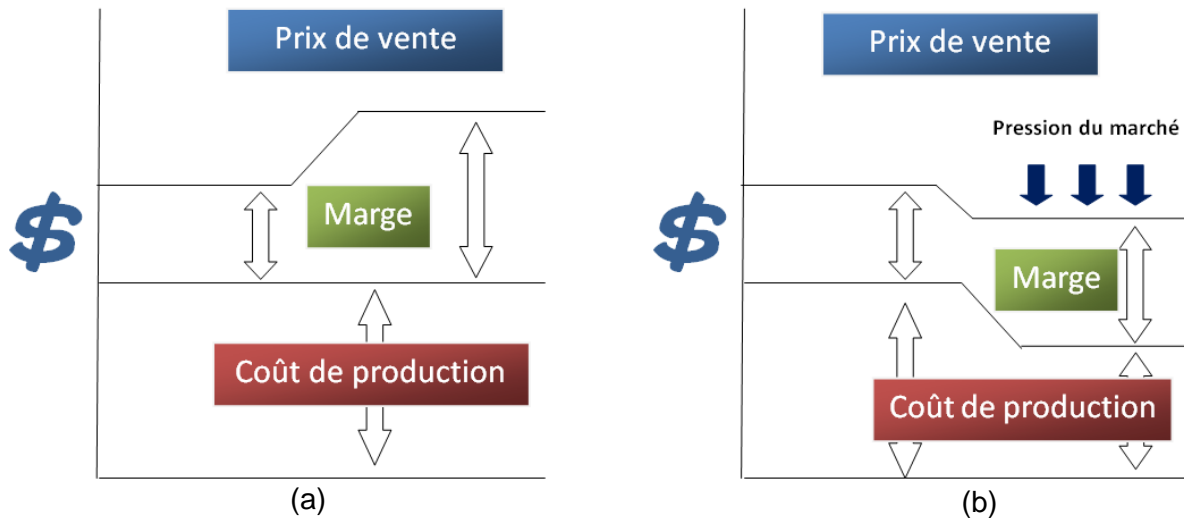 Prix de vente
$
Marge
Coût de production
(a)
Prix de vente
Pression du marché
$
Marge
Coût de production
(b)